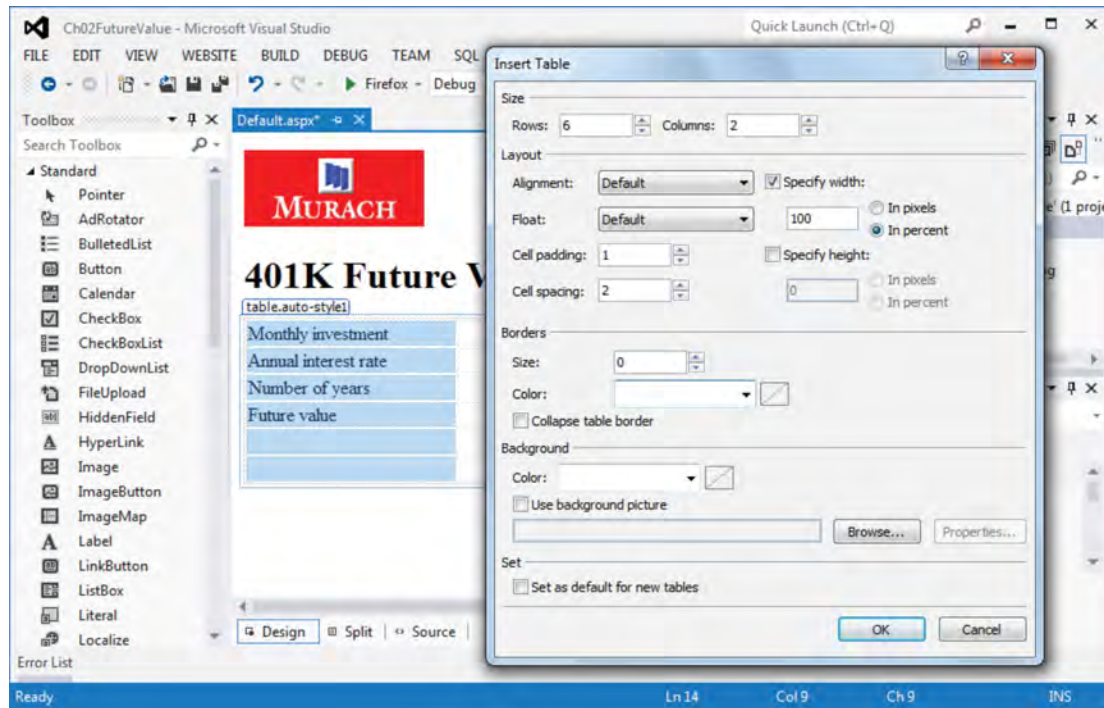 Ch02FutureValue - Microsoft Visual Studio
Quick Launch (Ctrl+Q)
FILE EDIT VIEW WEBSITE BUILD DEBUG TEAM SQL
Firefox Debug
Toolbox
Search Toolbox
Standard
Pointer
AdRotator
BulletedList
Button
Calendar
CheckBox
CheckBoxList
DropDownList
FileUpload
HiddenField
HyperLink
Image
ImageButton
ImageMap
Label
LinkButton
ListBox
Literal
Localize
Default.aspx*
MURACH
401K Future V
table.auto-style1
Monthly investment
Annual interest rate
Number of years
Future value
Design Split Source
Insert Table
Size
Rows: 6 Columns: 2
Layout
Alignment: Default Specify width:
Float: Default 100 In pixels
In percent
Cell padding: 1 Specify height:
Cell spacing: 2 0 In pixels
In percent
Borders
Size: 0
Color:
Collapse table border
Background
Color:
Use background picture
Browse... Properties...
Set
Set as default for new tables
OK Cancel
e' (1 proje
Error List
Ready Ln 14 Col 9 Ch 9 INS